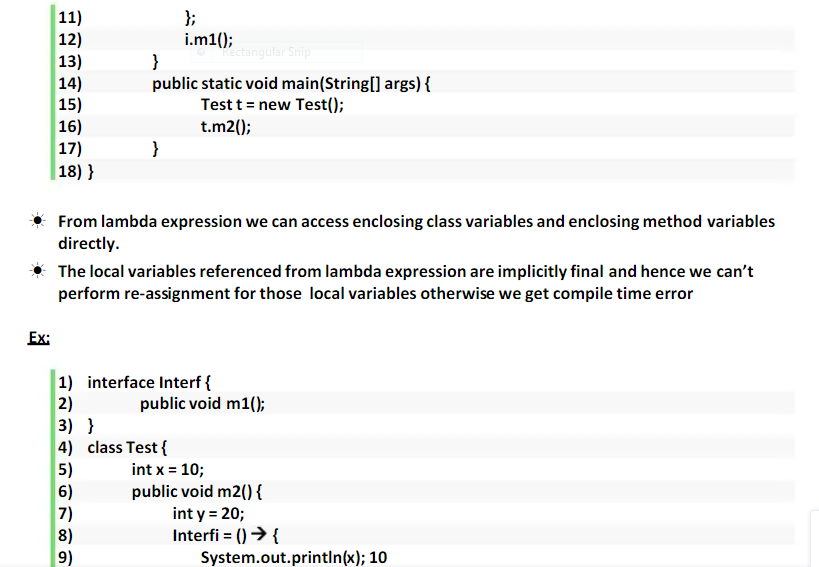 11) };
12) i.m1();
Rectangular Snip
13) }
14) public static void main(String[] args) {
15) Test t = new Test();
16) t.m2();
17) }
18) }
From lambda expression we can access enclosing class variables and enclosing method variables
directly.
The local variables referenced from lambda expression are implicitly final and hence we can’t
perform re-assignment for those local variables otherwise we get compile time error
Ex:
1) interface Interf {
2) public void m1();
3) }
4) class Test {
5) int x = 10;
6) public void m2() {
7) int y = 20;
8) Interfi = () → {
9) System.out.println(x); 10